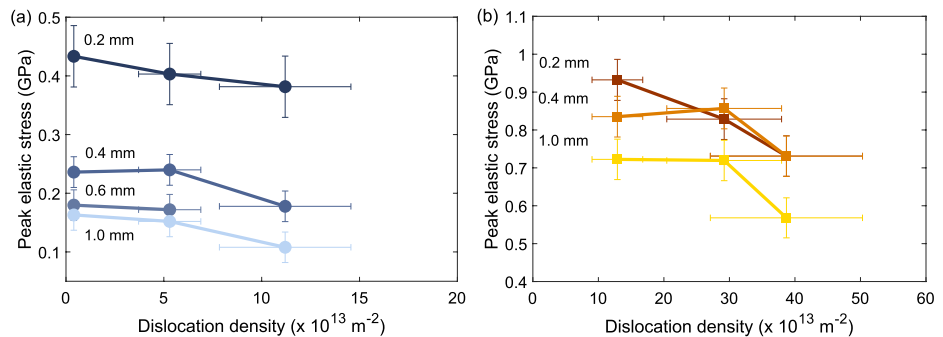 (a)
Peak elastic stress (GPa)
0.5
0.4
0.3
0.2
0.1
0.2 mm
0.4 mm
0.6 mm
1.0 mm
0
5
10
15
20
Dislocation density (x 10¹³ m⁻²)
(b)
Peak elastic stress (GPa)
1.1
1
0.9
0.8
0.7
0.6
0.5
0.4
0.2 mm
0.4 mm
1.0 mm
0
10
20
30
40
50
60
Dislocation density (x 10¹³ m⁻²)